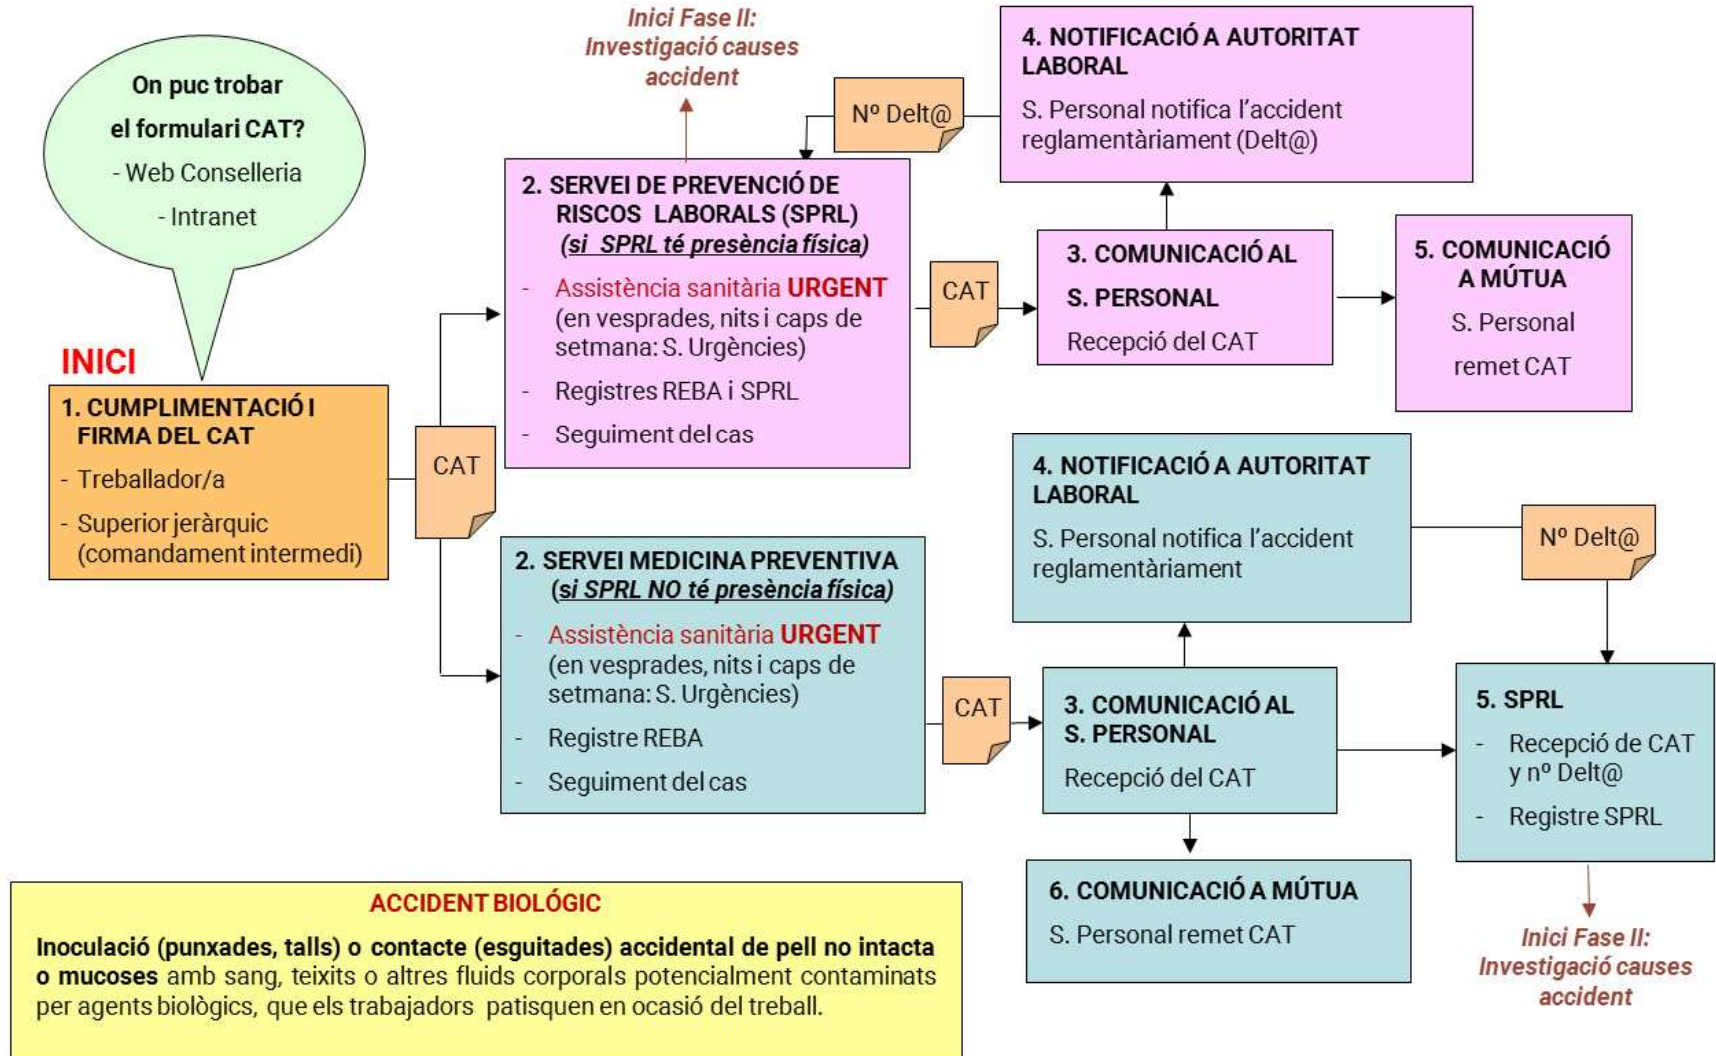 On puc trobar
el formulari CAT?
- Web Conselleria
- Intranet
INICI
1. CUMPLIMENTACIÓ I
FIRMA DEL CAT
- Treballador/a
- Superior jeràrquic
(comandament intermedi)
CAT
Inici Fase II:
Investigació causes
accident
2. SERVEI DE PREVENCIÓ DE
RISCOS LABORALS (SPRL)
(si SPRL té presència física)
- Assistència sanitària URGENT
(en vesprades, nits i caps de
setmana: S. Urgències)
- Registres REBA i SPRL
- Seguiment del cas
CAT
3. COMUNICACIÓ AL
S. PERSONAL
Recepció del CAT
4. NOTIFICACIÓ A AUTORITAT
LABORAL
S. Personal notifica l'accident
reglamentàriament (Delt@)
Nº Delt@
5. COMUNICACIÓ
A MÚTUA
S. Personal
remet CAT
2. SERVEI MEDICINA PREVENTIVA
(si SPRL NO té presència física)
- Assistència sanitària URGENT
(en vesprades, nits i caps de
setmana: S. Urgències)
- Registre REBA
- Seguiment del cas
CAT
3. COMUNICACIÓ AL
S. PERSONAL
Recepció del CAT
4. NOTIFICACIÓ A AUTORITAT
LABORAL
S. Personal notifica l'accident
reglamentàriament
Nº Delt@
5. SPRL
- Recepció de CAT
y nº Delt@
- Registre SPRL
6. COMUNICACIÓ A MÚTUA
S. Personal remet CAT
Inici Fase II:
Investigació causes
accident
ACCIDENT BIOLÓGIC
Inoculació (punxades, talls) o contacte (esguitades) accidental de pell no intacta
o mucoses amb sang, teixits o altres fluids corporals potencialment contaminats
per agents biològics, que els trabajadors patisquen en ocasió del treball.